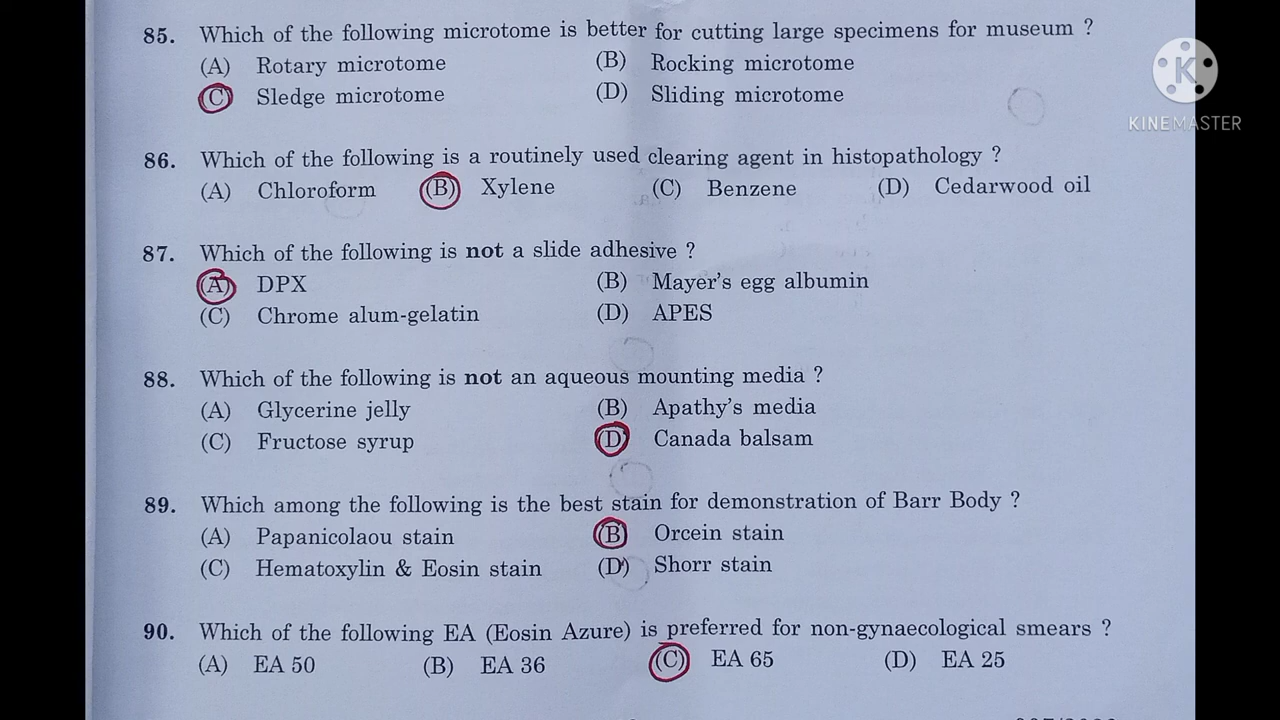 85. Which of the following microtome is better for cutting large specimens for museum ?
(A) Rotary microtome (B) Rocking microtome
(C) Sledge microtome (D) Sliding microtome
K
KINEMASTER
86. Which of the following is a routinely used clearing agent in histopathology ?
(A) Chloroform (B) Xylene (C) Benzene (D) Cedarwood oil
87. Which of the following is not a slide adhesive ?
(A) DPX (B) Mayer's egg albumin
(C) Chrome alum-gelatin (D) APES
88. Which of the following is not an aqueous mounting media ?
(A) Glycerine jelly (B) Apathy's media
(C) Fructose syrup (D) Canada balsam
89. Which among the following is the best stain for demonstration of Barr Body ?
(A) Papanicolaou stain (B) Orcein stain
(C) Hematoxylin & Eosin stain (D) Shorr stain
90. Which of the following EA (Eosin Azure) is preferred for non-gynaecological smears ?
(A) EA 50 (B) EA 36 (C) EA 65 (D) EA 25